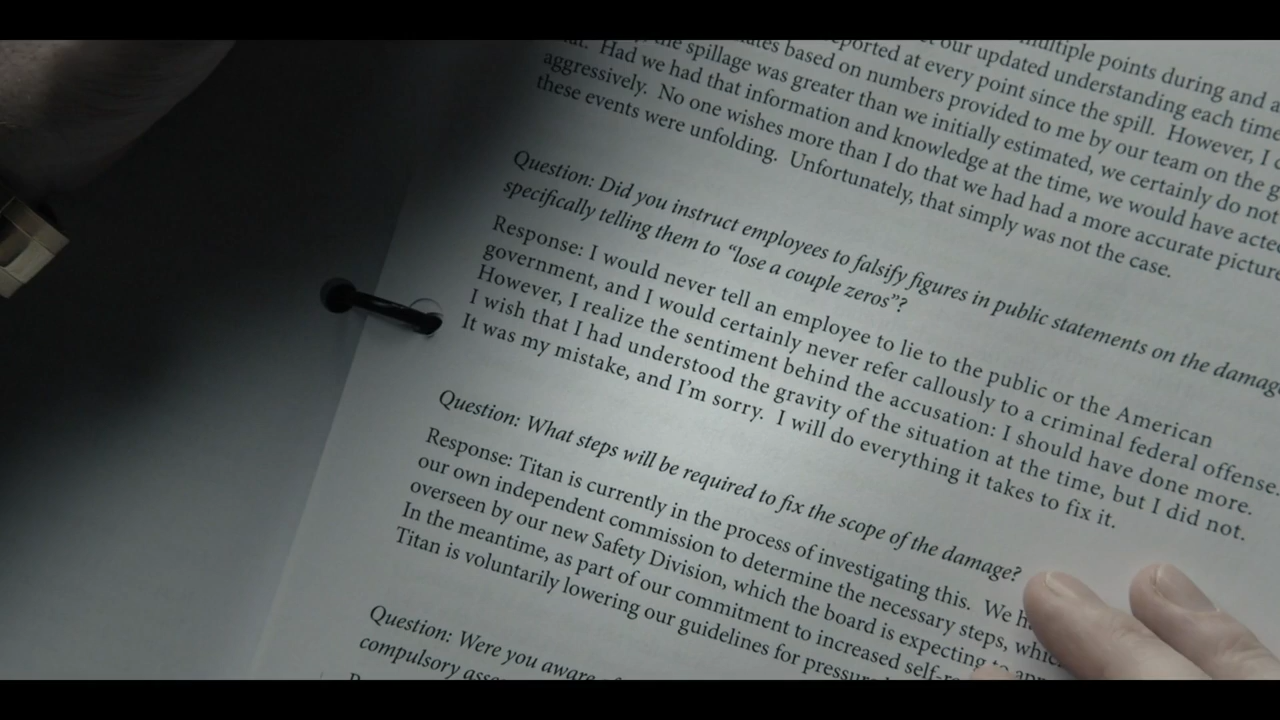 multiple points during and
our updated understanding each time
at every point since the spill. However, I
based on numbers provided to me by our team on the
the spillage was greater than we initially estimated, we certainly do not
Had we had that information and knowledge at the time, we would have
aggressively. No one wishes more than I do that we had had a more accurate picture
these events were unfolding. Unfortunately, that simply was not the case.
Question: Did you instruct employees to falsify figures in public statements on the damage
specifically telling them to "lose a couple zeros"?
Response: I would never tell an employee to lie to the public or the American
government, and I would certainly never refer callously to a criminal federal offense.
However, I realize the sentiment behind the accusation: I should have done more.
I wish that I had understood the gravity of the situation at the time, but I did not.
It was my mistake, and I'm sorry. I will do everything it takes to fix it.
Question: What steps will be required to fix the scope of the damage?
Response: Titan is currently in the process of investigating this. We
our own independent commission to determine the necessary steps,
overseen by our new Safety Division, which the board is expecting to
In the meantime, as part of our commitment to increased
Titan is voluntarily lowering our guidelines for
Question: Were you aware
compulsory